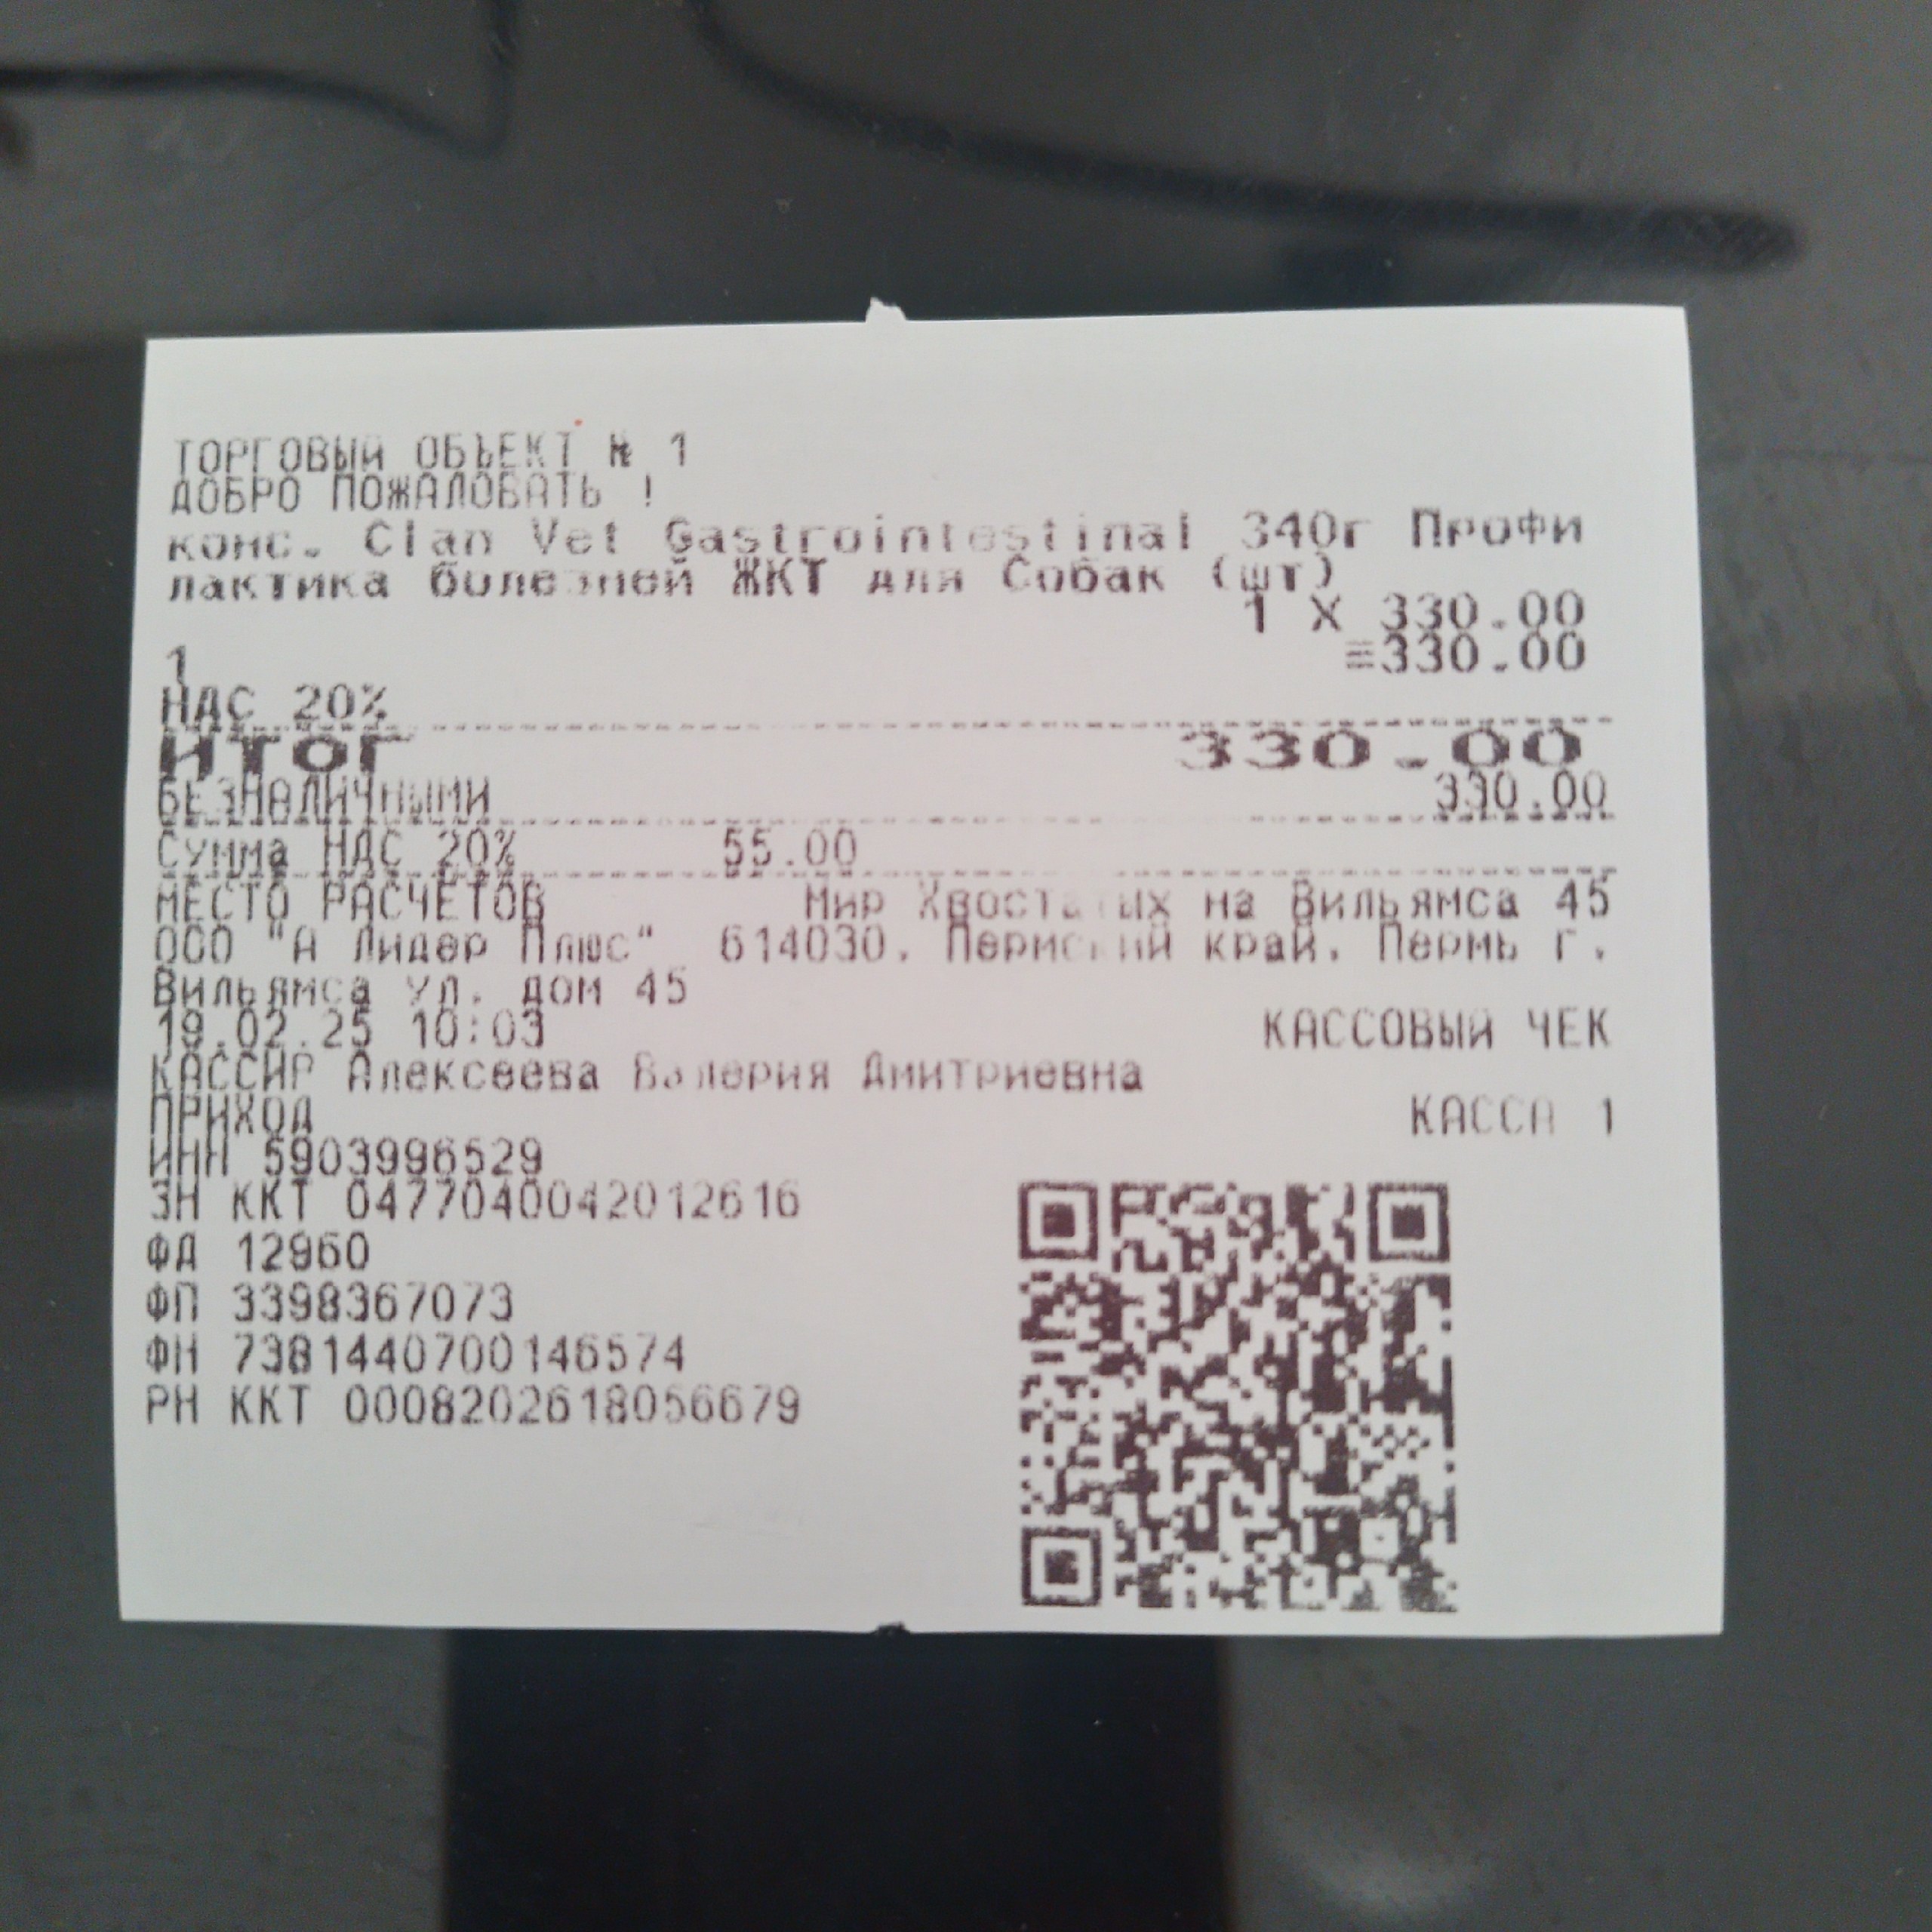 ТОРГОВЫЙ ОБЪЕКТ № 1
ДОБРО ПОЖАЛОВАТЬ !
конс. Clan Vet Gastrointestinal 340г Профи
лактика болезней ЖКТ для Собак (шт)
1 X 330.00
1 =330.00
НДС 20%
ИТОГ 330.00
БЕЗНАЛИЧНЫМИ 330.00
Сумма НДС 20% 55.00
МЕСТО РАСЧЕТОВ Мир Хвостатых на Вильямса 45
ООО "А Лидер Плюс" 614030, Пермский край, Пермь г.
Вильямса ул. дом 45
19.02.25 10:03 КАССОВЫЙ ЧЕК
КАССИР Алексеева Валерия Дмитриевна
ПРИХОД КАССА 1
ИНН 5903996529
ЗН ККТ 0477040042012616
ФД 12960
ФП 3398367073
ФН 7381440700146574
РН ККТ 0008202618056679